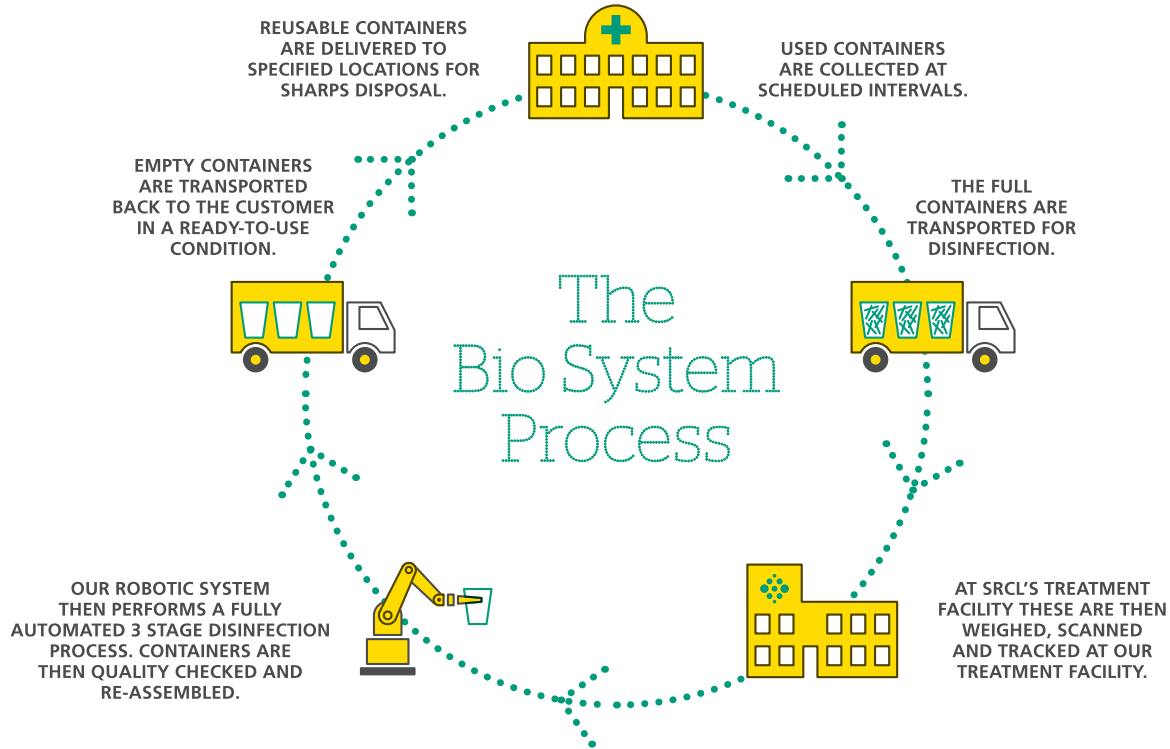 REUSABLE CONTAINERS
ARE DELIVERED TO
SPECIFIED LOCATIONS FOR
SHARPS DISPOSAL.
USED CONTAINERS
ARE COLLECTED AT
SCHEDULED INTERVALS.
EMPTY CONTAINERS
ARE TRANSPORTED
BACK TO THE CUSTOMER
IN A READY-TO-USE
CONDITION.
THE FULL
CONTAINERS ARE
TRANSPORTED FOR
DISINFECTION.
The
Bio System
Process
OUR ROBOTIC SYSTEM
THEN PERFORMS A FULLY
AUTOMATED 3 STAGE DISINFECTION
PROCESS. CONTAINERS ARE
THEN QUALITY CHECKED AND
RE-ASSEMBLED.
AT SRCL'S TREATMENT
FACILITY THESE ARE THEN
WEIGHED, SCANNED
AND TRACKED AT OUR
TREATMENT FACILITY.